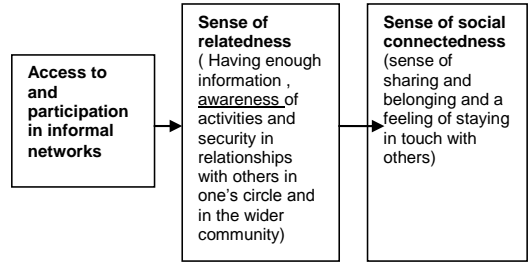 Access to
and
participation
in informal
networks
Sense of
relatedness
( Having enough
information ,
awareness of
activities and
security in
relationships
with others in
one's circle and
in the wider
community)
Sense of social
connectedness
(sense of
sharing and
belonging and a
feeling of staying
in touch with
others)